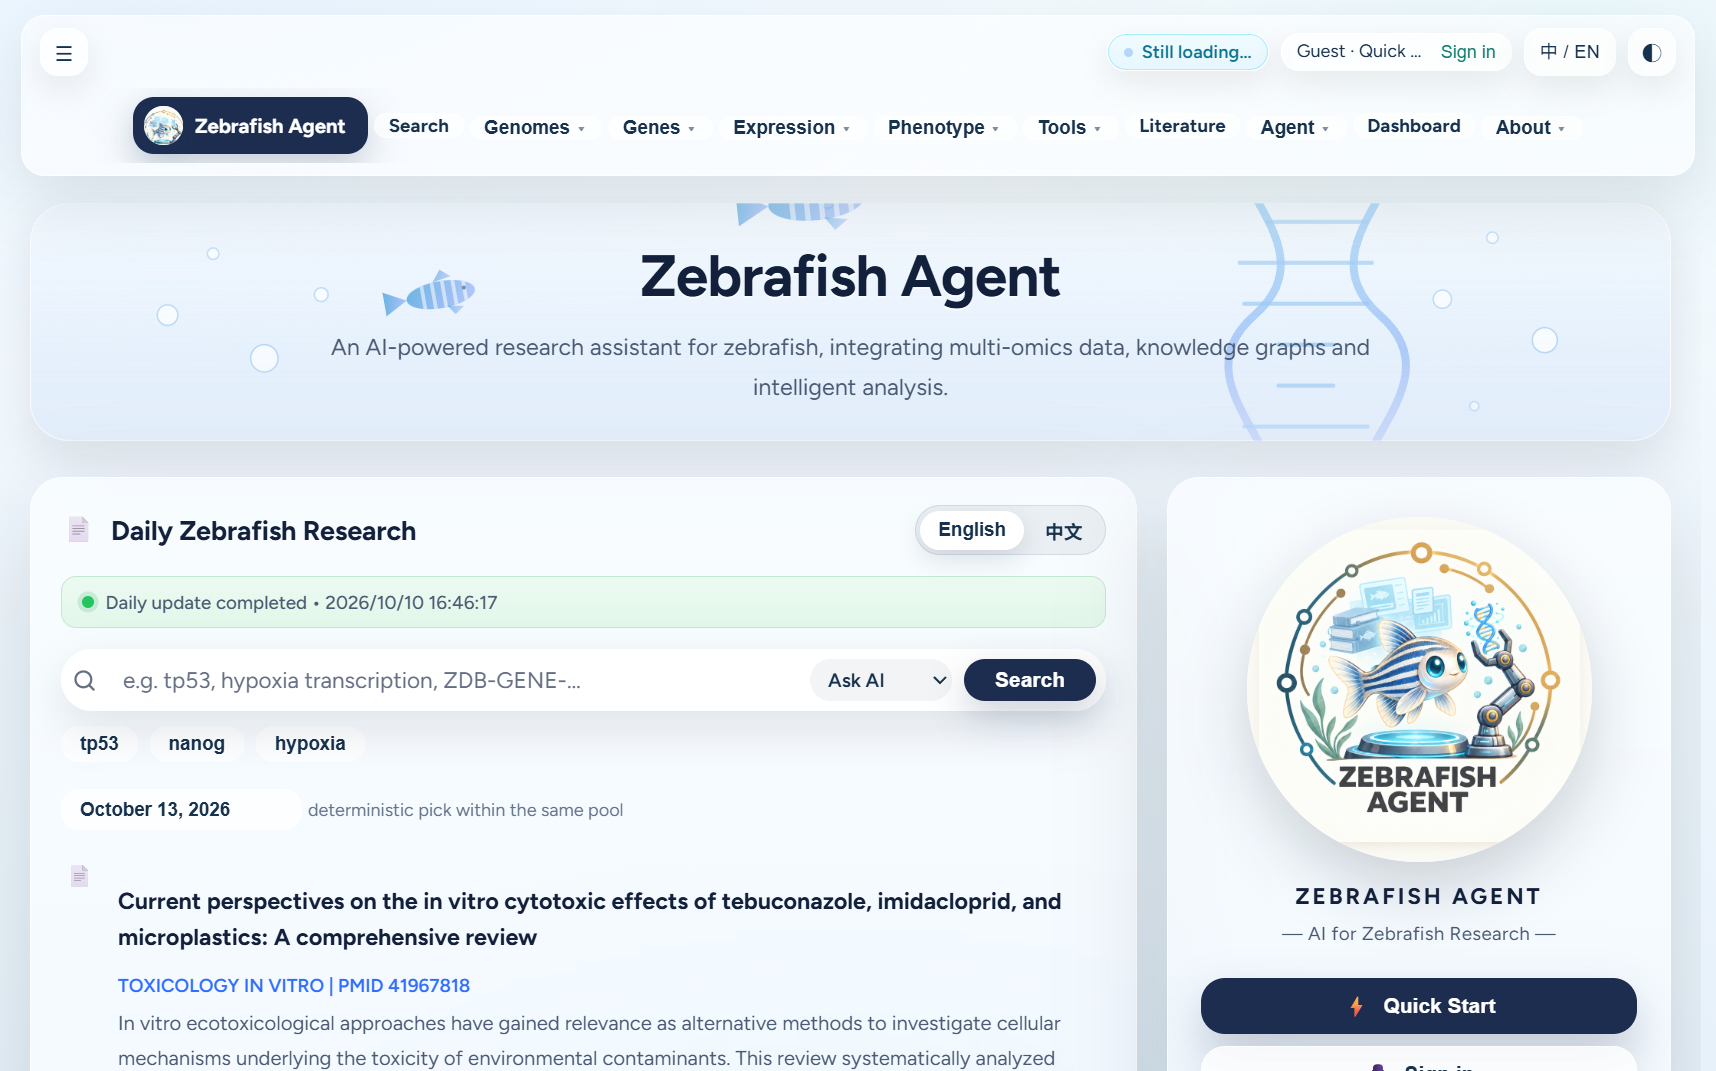 ☰
Still loading...
Guest · Quick ... Sign in
中 / EN
Zebrafish Agent
Search
Genomes
Genes
Expression
Phenotype
Tools
Literature
Agent
Dashboard
About
Zebrafish Agent
An AI-powered research assistant for zebrafish, integrating multi-omics data, knowledge graphs and
intelligent analysis.
Daily Zebrafish Research
English 中文
Daily update completed • 2026/10/10 16:46:17
e.g. tp53, hypoxia transcription, ZDB-GENE-...
Ask AI
Search
tp53 nanog hypoxia
October 13, 2026 deterministic pick within the same pool
Current perspectives on the in vitro cytotoxic effects of tebuconazole, imidacloprid, and
microplastics: A comprehensive review
TOXICOLOGY IN VITRO | PMID 41967818
In vitro ecotoxicological approaches have gained relevance as alternative methods to investigate cellular
mechanisms underlying the toxicity of environmental contaminants. This review systematically analyzed
ZEBRAFISH
AGENT
ZEBRAFISH AGENT
— AI for Zebrafish Research —
Quick Start
Sign in